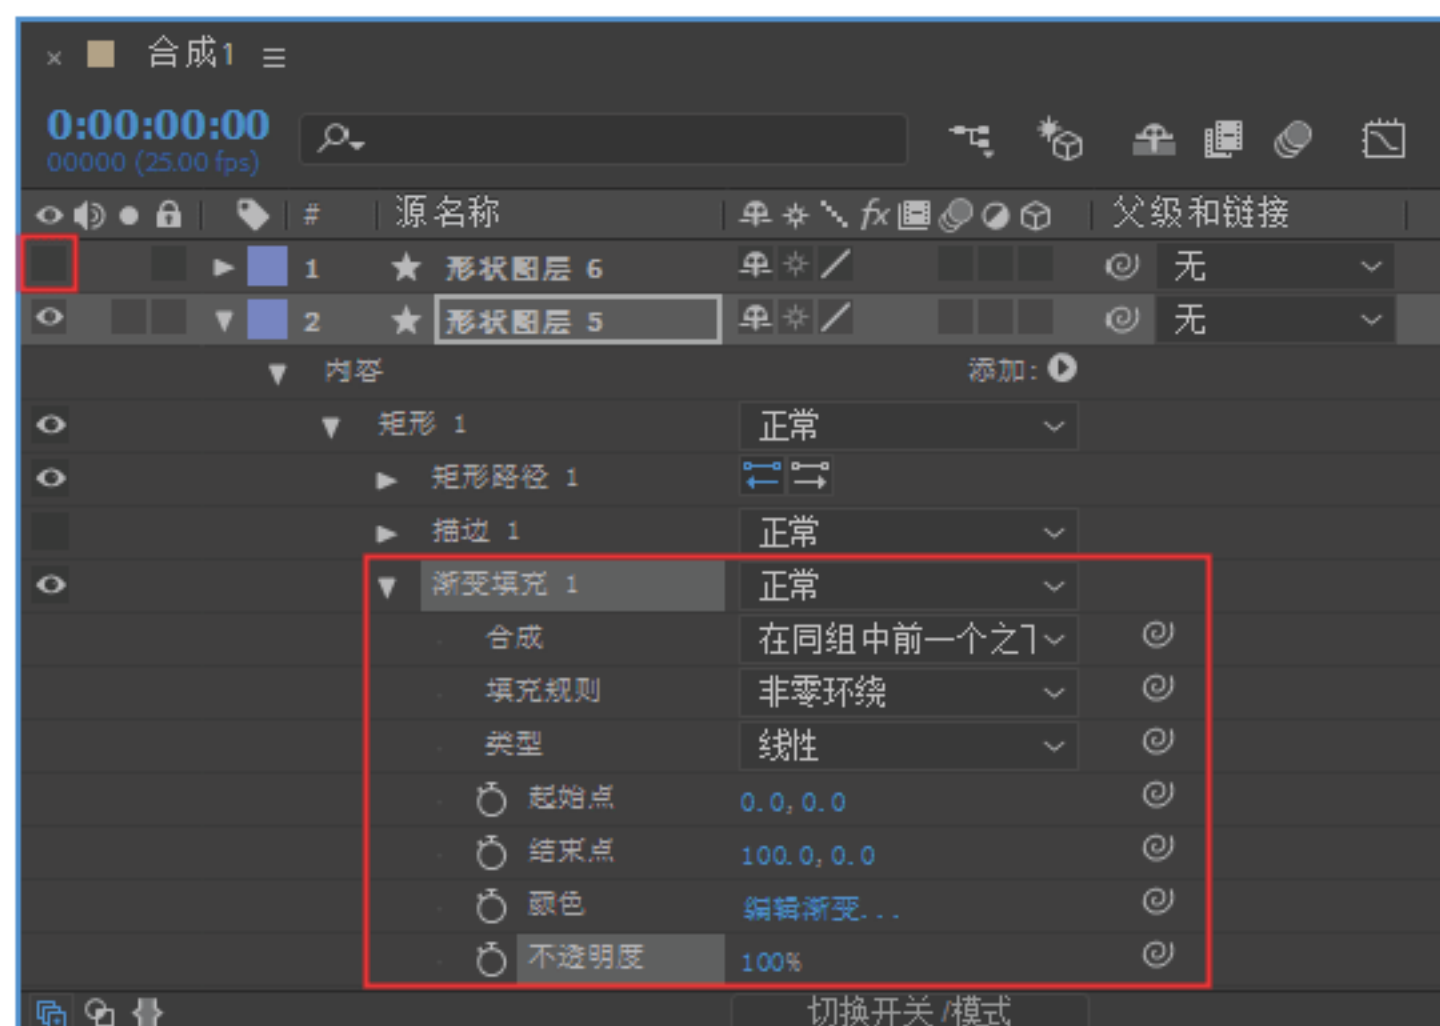 合成1
0:00:00:00
00000 (25.00 fps)
# 源名称 fx 父级和链接
1 形状图层 6 无
2 形状图层 5 无
内容 添加:
矩形 1 正常
矩形路径 1
描边 1 正常
渐变填充 1 正常
合成 在同组中前一个之下
填充规则 非零环绕
类型 线性
起始点 0.0,0.0
结束点 100.0,0.0
颜色 编辑渐变...
不透明度 100%
切换开关/模式